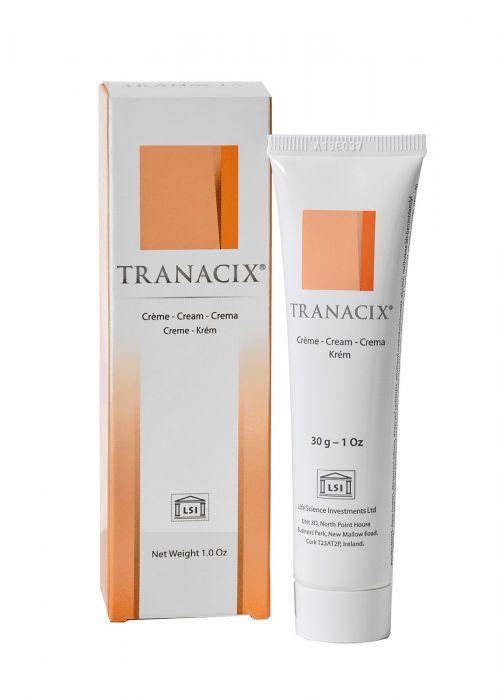 TRANACIX
TRANACIX®
Crème - Cream - Crema
Creme - Krém
LSI
Net Weight 1.0 Oz
A19E037
TRANACIX®
Crème - Cream - Crema
Krém
30 g – 1 Oz
LSI
Life Science Investments Ltd
Unit 3D, North Point House
Business Park, New Mallow Road,
Cork T23AT2P, Ireland.